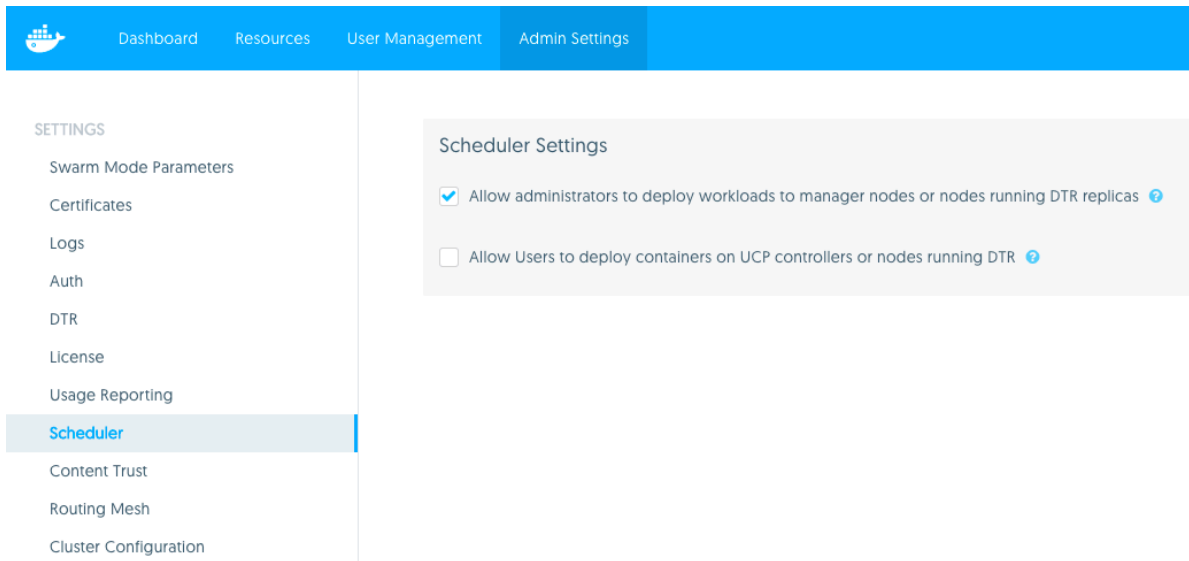 Dashboard Resources User Management Admin Settings
SETTINGS
Swarm Mode Parameters
Certificates
Logs
Auth
DTR
License
Usage Reporting
Scheduler
Content Trust
Routing Mesh
Cluster Configuration
Scheduler Settings
Allow administrators to deploy workloads to manager nodes or nodes running DTR replicas ?
Allow Users to deploy containers on UCP controllers or nodes running DTR ?